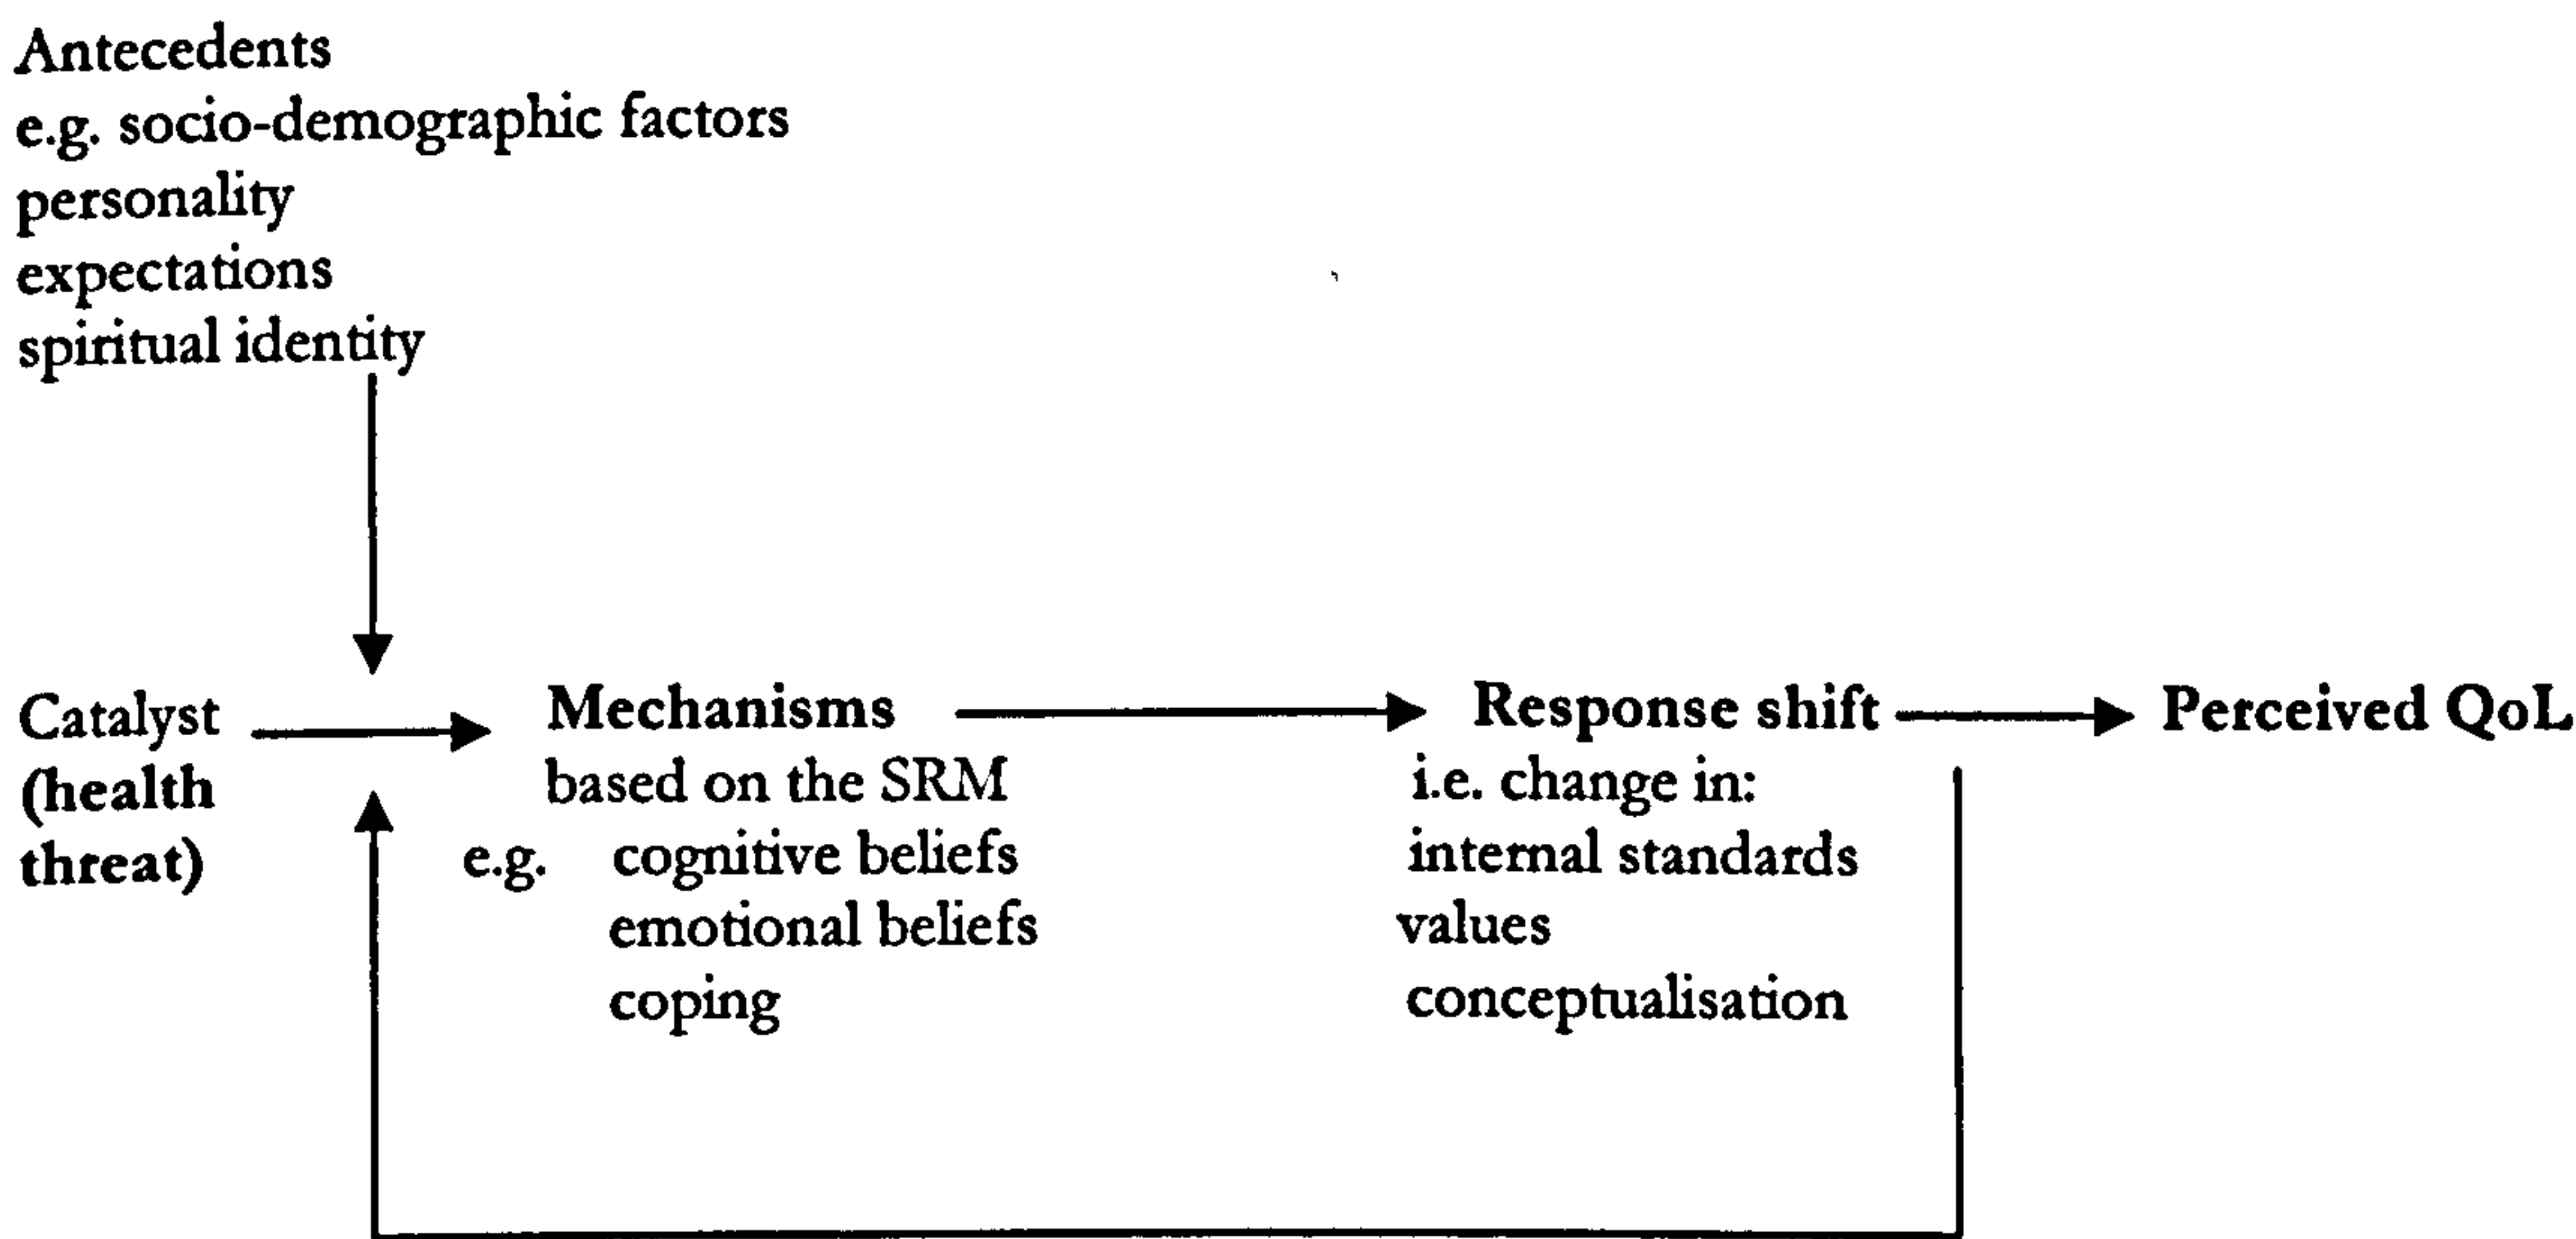 Antecedents
e.g. socio-demographic factors
personality
expectations
spiritual identity
Catalyst
(health
threat)
Mechanisms
based on the SRM
e.g. cognitive beliefs
emotional beliefs
coping
Response shift
i.e. change in:
internal standards
values
conceptualisation
Perceived QoL